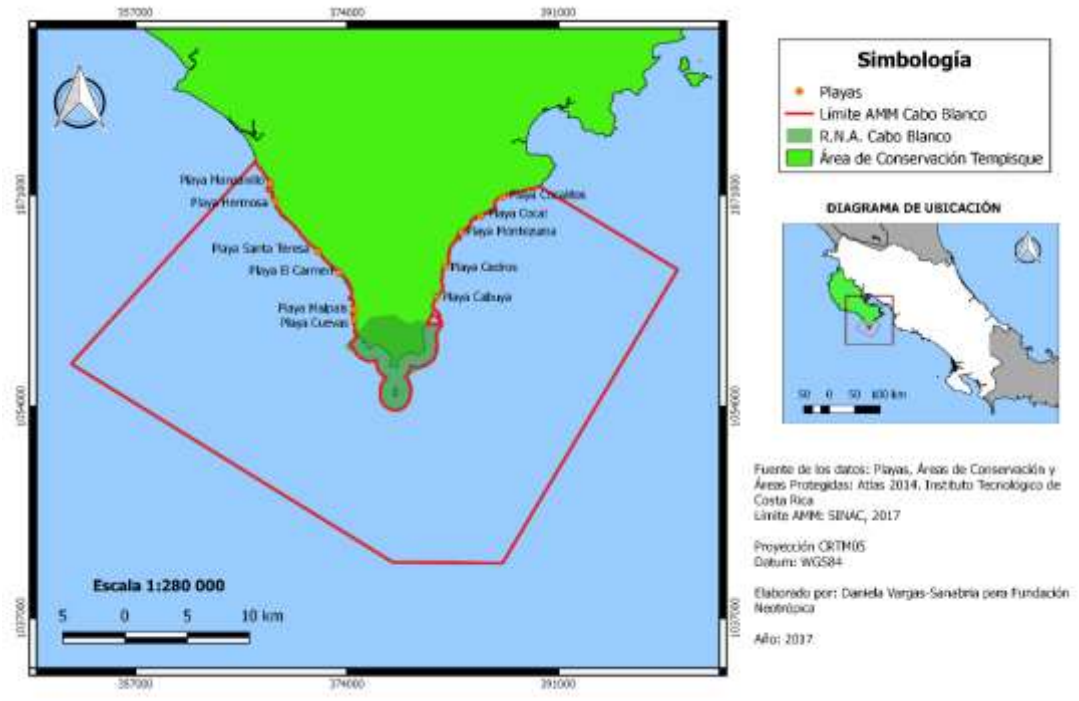 357000 374000 391000
Simbología
Playas
Límite AMM Cabo Blanco
R.N.A. Cabo Blanco
Área de Conservación Tempisque
DIAGRAMA DE UBICACIÓN
50 0 50 100 km
Playa Manzanillo
Playa Hermosa
Playa Santa Teresa
Playa El Carmen
Playa Malpais
Playa Cuevas
Playa Cocalitos
Playa Cocal
Playa Montezuma
Playa Cedros
Playa Cabuya
1071000
1054000
1037000
1071000
1054000
1037000
Escala 1:280 000
5 0 5 10 km
357000 374000 391000
Fuente de los datos: Playas, Áreas de Conservación y
Áreas Protegidas: Atlas 2014. Instituto Tecnológico de
Costa Rica
Límite AMM: SINAC, 2017
Proyección CRTM05
Datum: WGS84
Elaborado por: Daniela Vargas-Sanabria para Fundación
Neotrópica
Año: 2017